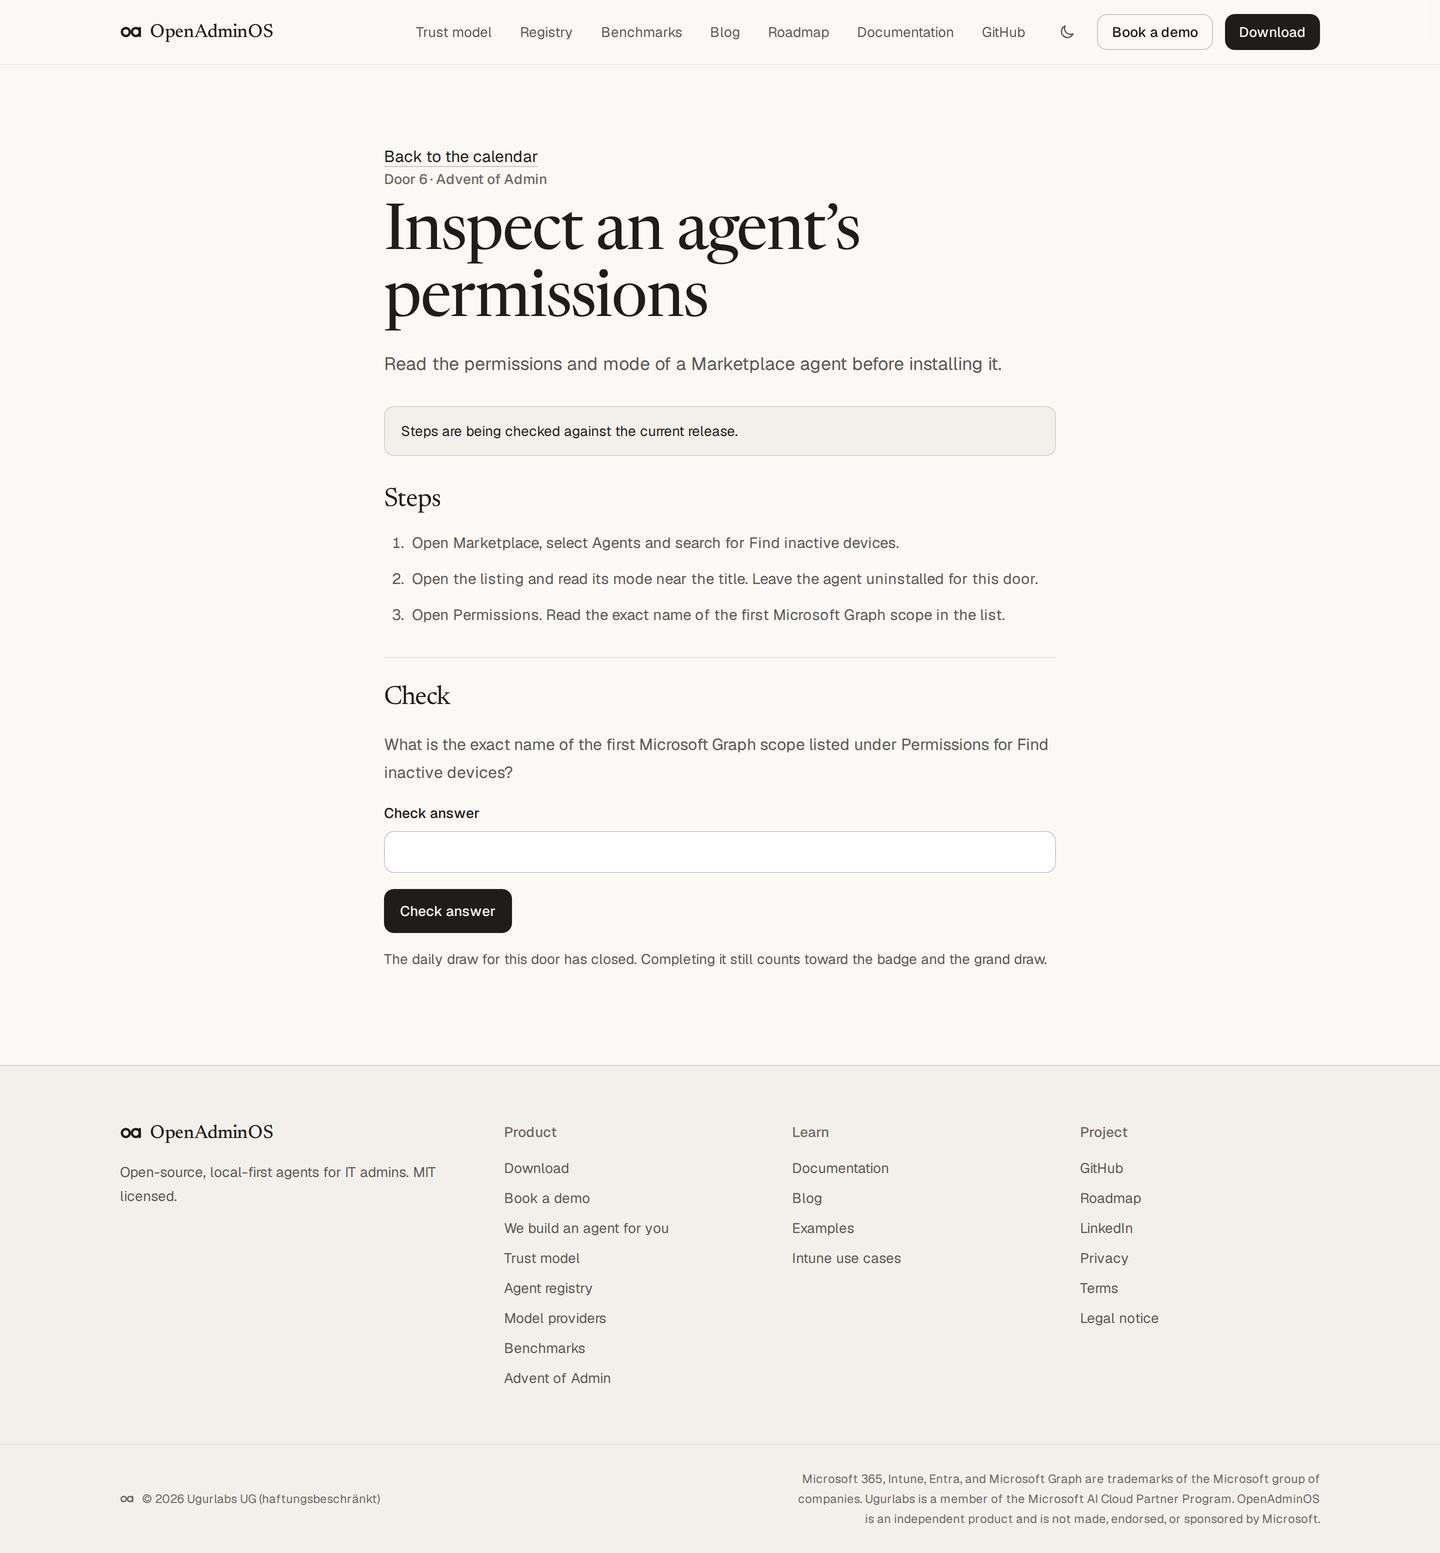 oa OpenAdminOS
Trust model
Registry
Benchmarks
Blog
Roadmap
Documentation
GitHub
Book a demo
Download
Back to the calendar
Door 6 · Advent of Admin
Inspect an agent’s
permissions
Read the permissions and mode of a Marketplace agent before installing it.
Steps are being checked against the current release.
Steps
1. Open Marketplace, select Agents and search for Find inactive devices.
2. Open the listing and read its mode near the title. Leave the agent uninstalled for this door.
3. Open Permissions. Read the exact name of the first Microsoft Graph scope in the list.
Check
What is the exact name of the first Microsoft Graph scope listed under Permissions for Find
inactive devices?
Check answer
Check answer
The daily draw for this door has closed. Completing it still counts toward the badge and the grand draw.
oa OpenAdminOS
Open-source, local-first agents for IT admins. MIT
licensed.
Product
Download
Book a demo
We build an agent for you
Trust model
Agent registry
Model providers
Benchmarks
Advent of Admin
Learn
Documentation
Blog
Examples
Intune use cases
Project
GitHub
Roadmap
LinkedIn
Privacy
Terms
Legal notice
oa © 2026 Ugurlabs UG (haftungsbeschränkt)
Microsoft 365, Intune, Entra, and Microsoft Graph are trademarks of the Microsoft group of
companies. Ugurlabs is a member of the Microsoft AI Cloud Partner Program. OpenAdminOS
is an independent product and is not made, endorsed, or sponsored by Microsoft.